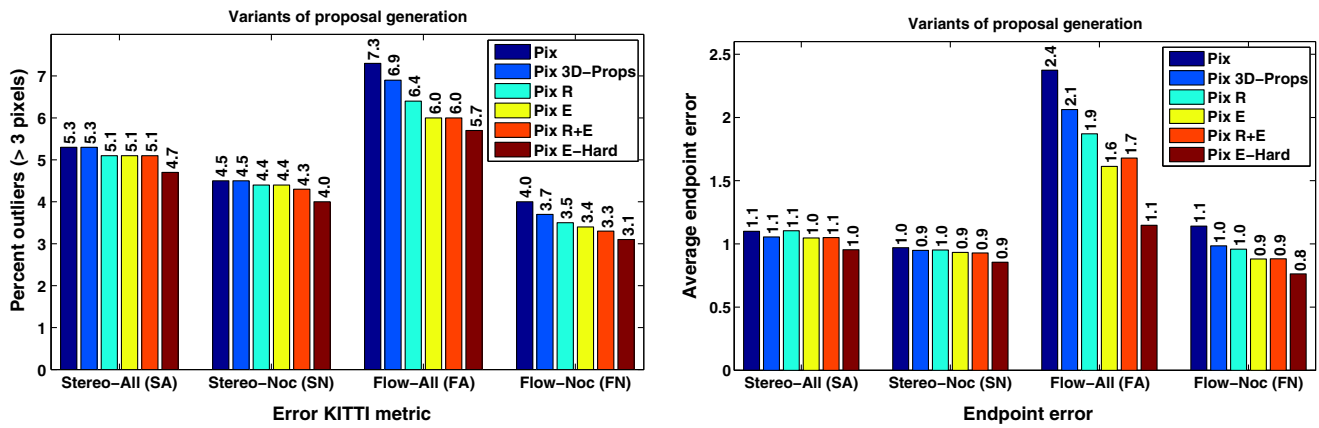 Variants of proposal generation
Percent outliers (> 3 pixels)
7
6
5
4
3
2
1
0
5.3 5.3 5.1 5.1 5.1 4.7
4.5 4.5 4.4 4.4 4.3 4.0
7.3 6.9 6.4 6.0 6.0 5.7
4.0 3.7 3.5 3.4 3.3 3.1
Pix
Pix 3D−Props
Pix R
Pix E
Pix R+E
Pix E−Hard
Stereo−All (SA) Stereo−Noc (SN) Flow−All (FA) Flow−Noc (FN)
Error KITTI metric
Variants of proposal generation
Average endpoint error
2.5
2
1.5
1
0.5
0
1.1 1.1 1.1 1.0 1.1 1.0
1.0 0.9 1.0 0.9 0.9 0.9
2.4 2.1 1.9 1.6 1.7 1.1
1.1 1.0 1.0 0.9 0.9 0.8
Pix
Pix 3D−Props
Pix R
Pix E
Pix R+E
Pix E−Hard
Stereo−All (SA) Stereo−Noc (SN) Flow−All (FA) Flow−Noc (FN)
Endpoint error